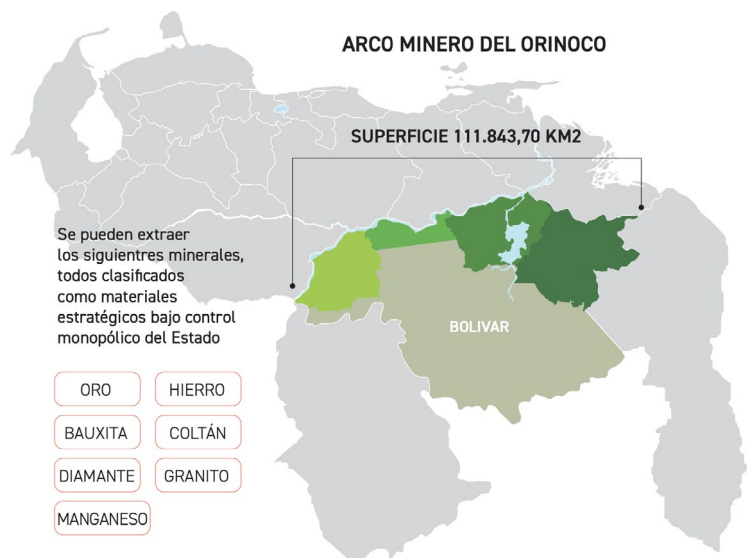 ARCO MINERO DEL ORINOCO
SUPERFICIE 111.843,70 KM2
Se pueden extraer
los siguientres minerales,
todos clasificados
como materiales
estratégicos bajo control
monopólico del Estado
BOLIVAR
ORO
HIERRO
BAUXITA
COLTÁN
DIAMANTE
GRANITO
MANGANESO